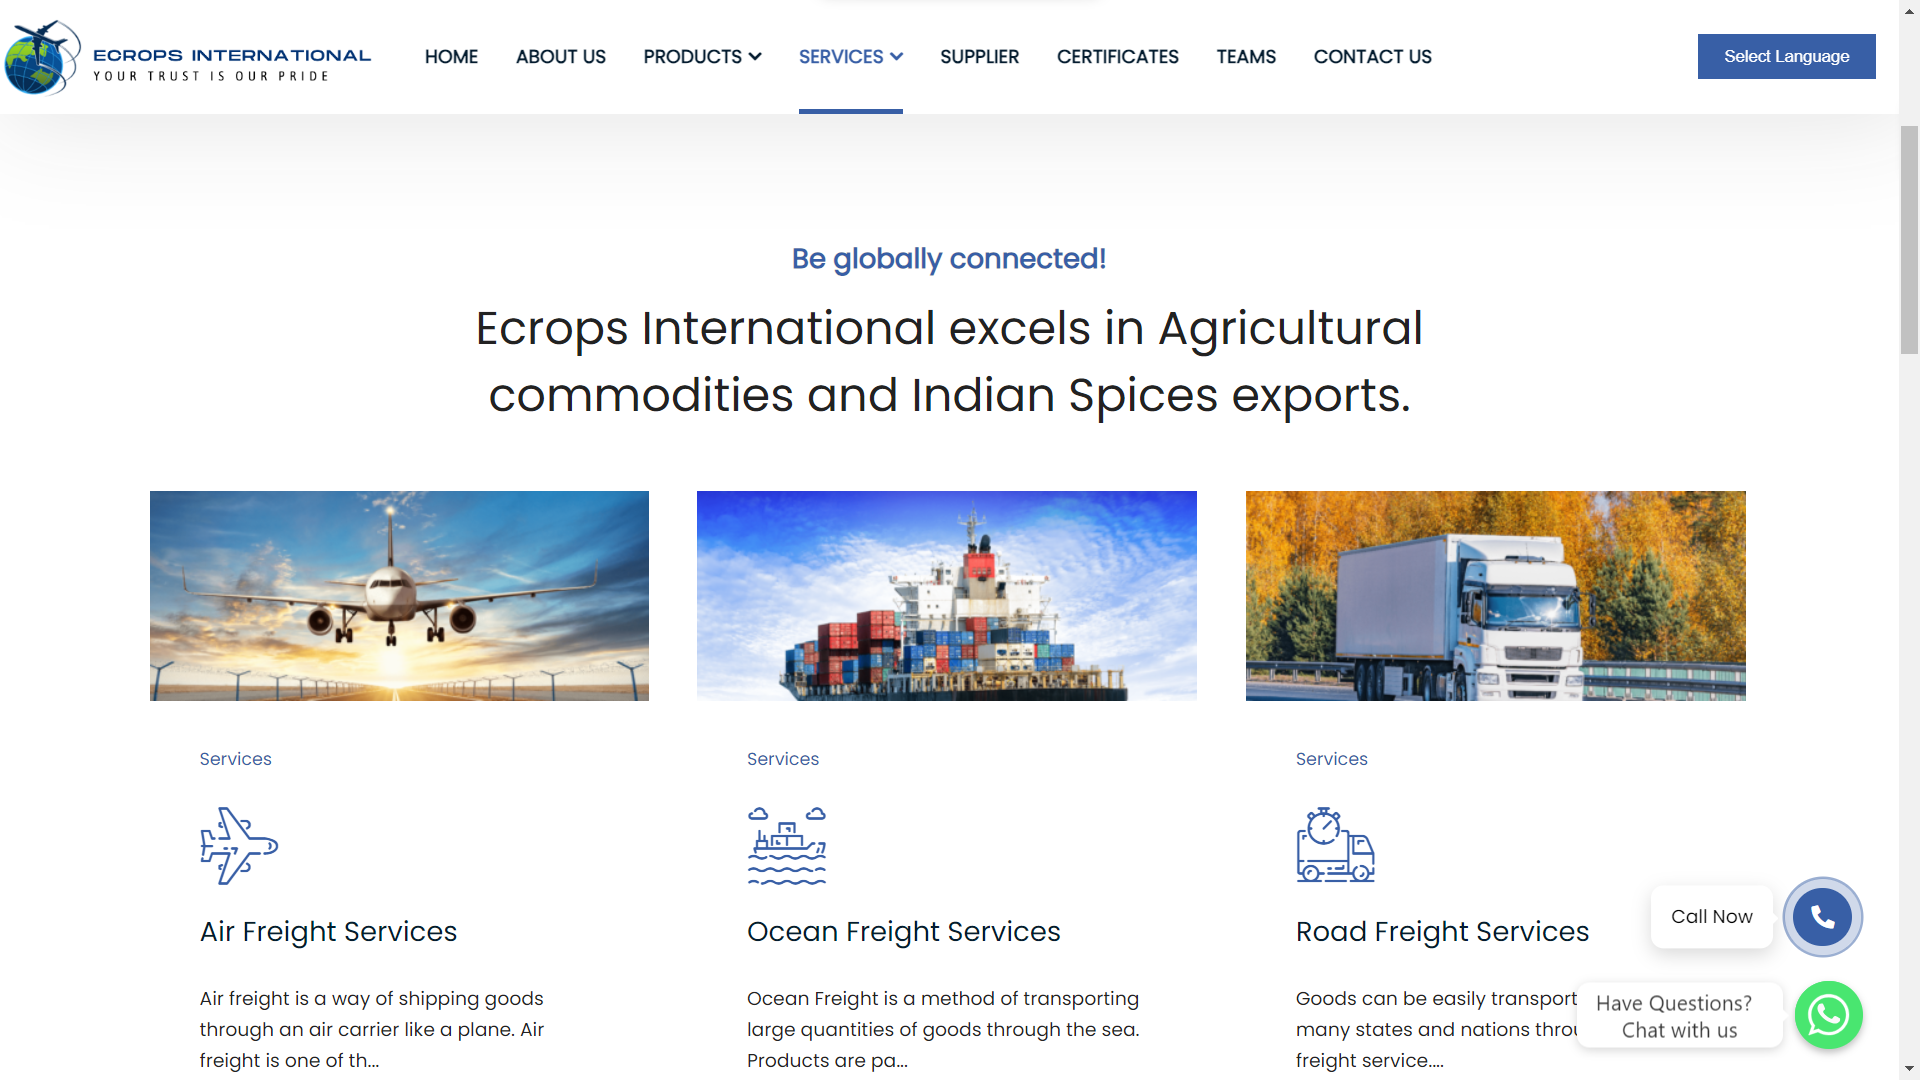 ECROPS INTERNATIONAL
YOUR TRUST IS OUR PRIDE
HOME
ABOUT US
PRODUCTS
SERVICES
SUPPLIER
CERTIFICATES
TEAMS
CONTACT US
Select Language
Be globally connected!
Ecrops International excels in Agricultural
commodities and Indian Spices exports.
Services
Air Freight Services
Air freight is a way of shipping goods
through an air carrier like a plane. Air
freight is one of th...
Services
Ocean Freight Services
Ocean Freight is a method of transporting
large quantities of goods through the sea.
Products are pa...
Services
Road Freight Services
Goods can be easily transport
many states and nations
freight service....
Call Now
Have Questions?
Chat with us